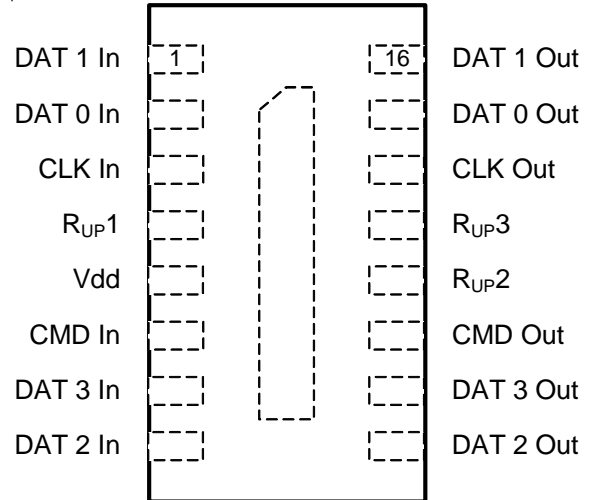 DAT 1 In 1 16 DAT 1 Out
DAT 0 In DAT 0 Out
CLK In CLK Out
RUP1 RUP3
Vdd RUP2
CMD In CMD Out
DAT 3 In DAT 3 Out
DAT 2 In DAT 2 Out